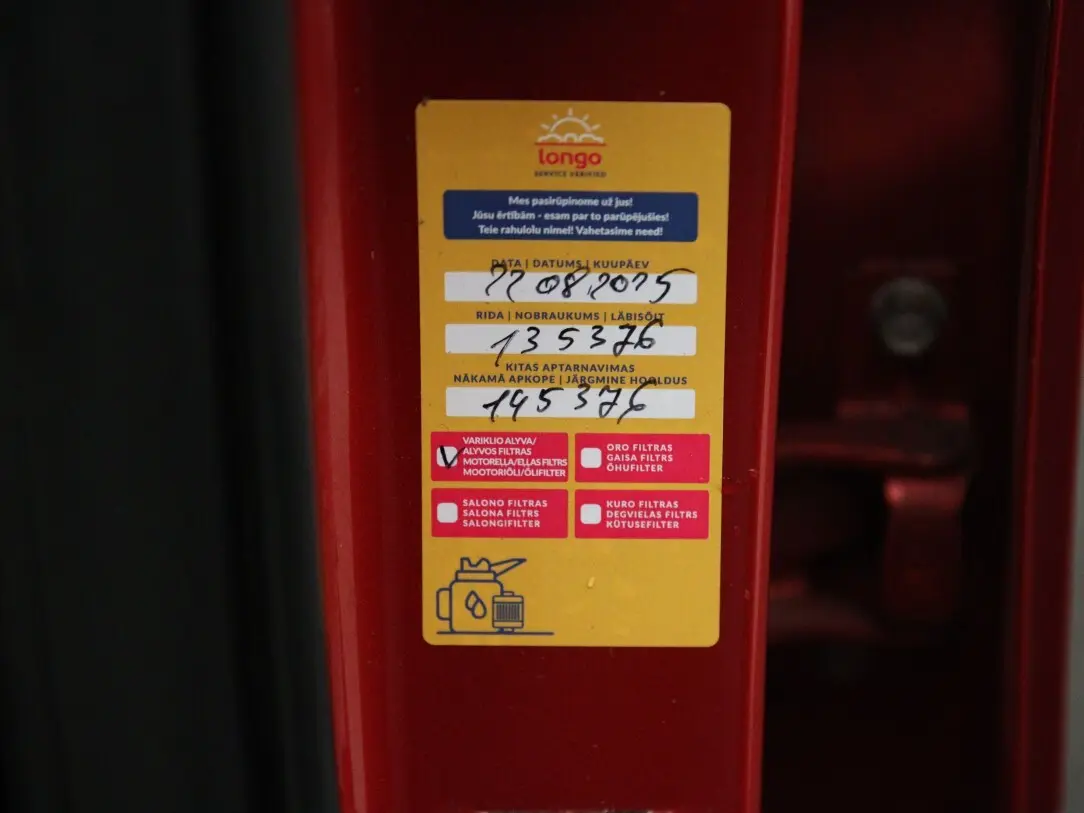 longo
SERVICE VERIFIED
Mes pasirūpinome už jus!
Jūsu ērtībām - esam par to parūpējušies!
Teie rahulolu nimel! Vahetasime need!
DATA | DATUMS | KUUPÄEV
22.08.2025
RIDA | NOBRAUKUMS | LÄBISÕIT
135376
KITAS APTARNAVIMAS
NĀKAMĀ APKOPE | JÄRGMINE HOOLDUS
145376
VARIKLIO ALYVA/
ALYVOS FILTRAS
MOTOREĻĻA/EĻĻAS FILTRS
MOOTORIÕLI/ÕLIFILTER
ORO FILTRAS
GAISA FILTRS
ÕHUFILTER
SALONO FILTRAS
SALONA FILTRS
SALONGIFILTER
KURO FILTRAS
DEGVIELAS FILTRS
KÜTUSEFILTER